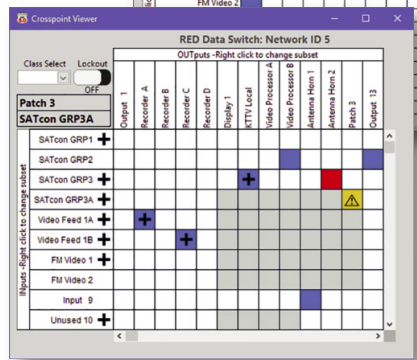 FM Video 2
Crosspoint Viewer
RED Data Switch: Network ID 5
OUTputs -Right click to change subset
Class Select
Lockout
OFF
Patch 3
SATcon GRP3A
Output 1
Recorder A
Recorder B
Recorder C
Recorder D
Display 1
KTTV Local
Video Processor A
Video Processor B
Antenna Horn 1
Antenna Horn 2
Patch 3
Output 13
INputs -Right click to change subset
SATcon GRP1
SATcon GRP2
SATcon GRP3
SATcon GRP3A
Video Feed 1A
Video Feed 1B
FM Video 1
FM Video 2
Input 9
Unused 10